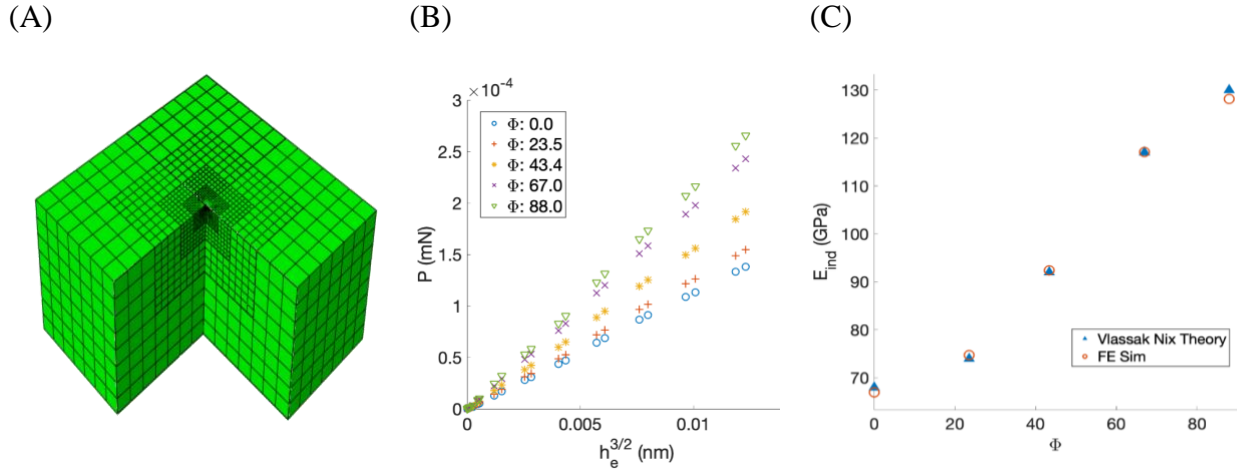 (A)
(B)
(C)
×10⁻⁴
3
2.5
2
1.5
1
0.5
0
P (mN)
Φ: 0.0
Φ: 23.5
Φ: 43.4
Φ: 67.0
Φ: 88.0
0
0.005
0.01
h_e^{3/2} (nm)
130
120
110
100
90
80
70
E_ind (GPa)
Vlassak Nix Theory
FE Sim
0
20
40
60
80
Φ